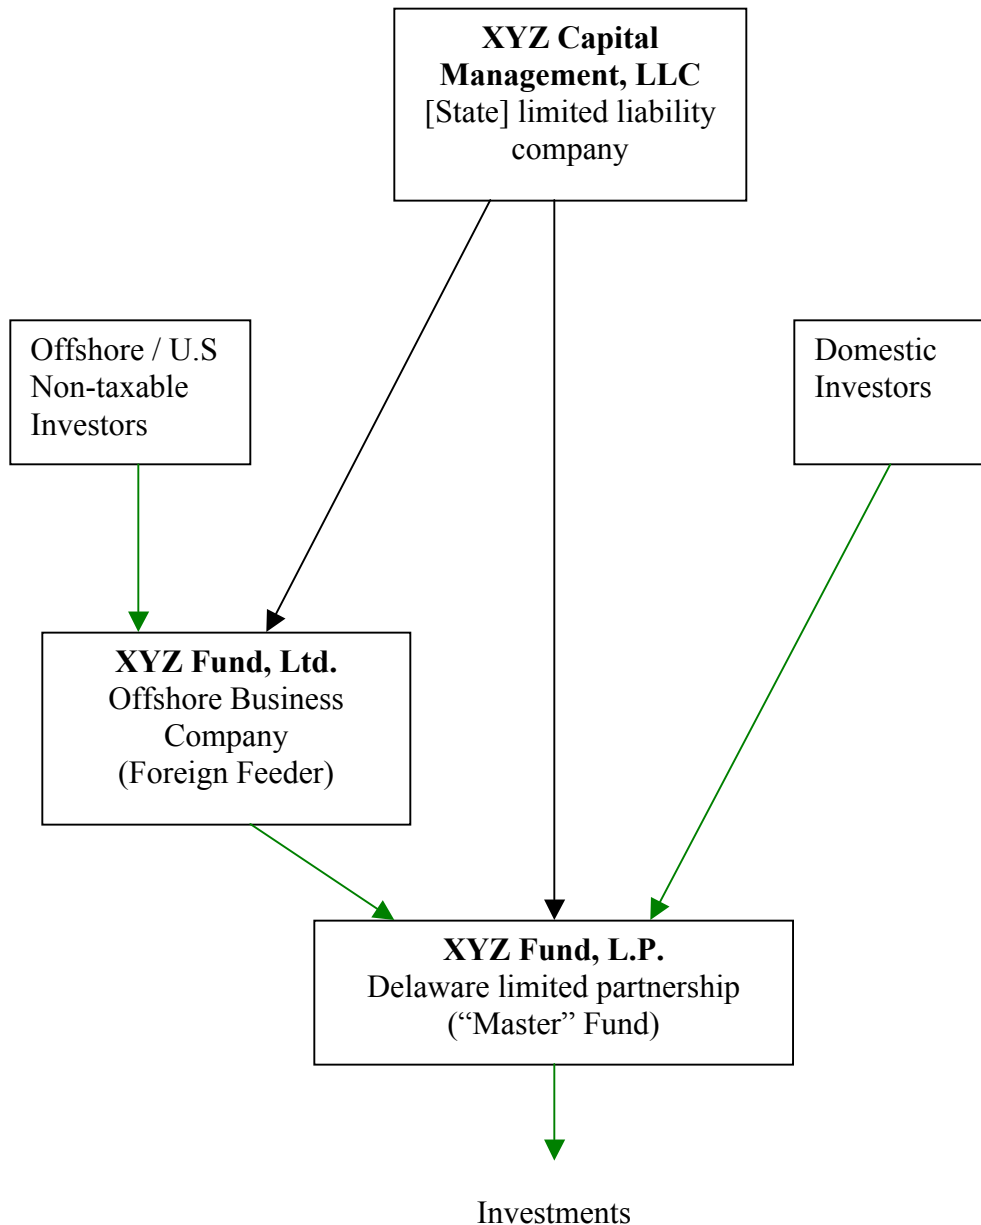 XYZ Capital
Management, LLC
[State] limited liability
company
Offshore / U.S
Non-taxable
Investors
Domestic
Investors
XYZ Fund, Ltd.
Offshore Business
Company
(Foreign Feeder)
XYZ Fund, L.P.
Delaware limited partnership
(“Master” Fund)
Investments